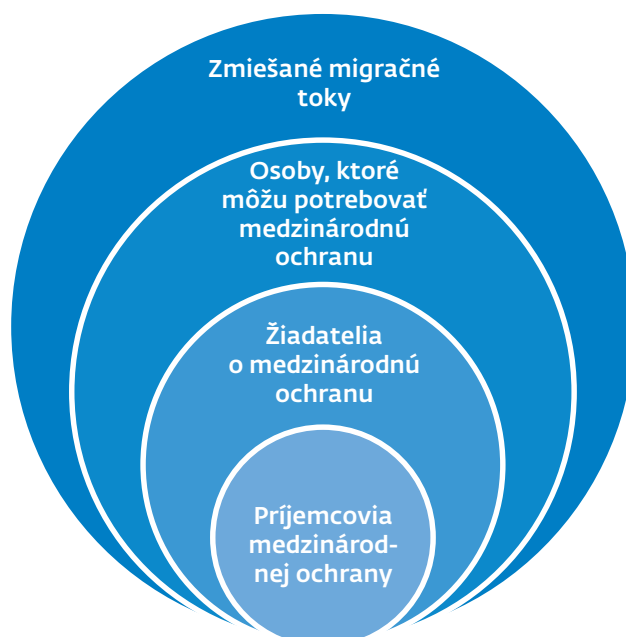 Zmiešané migračné
toky
Osoby, ktoré
môžu potrebovať
medzinárodnú
ochranu
Žiadatelia
o medzinárodnú
ochranu
Príjemcovia
medzinárod-
nej ochrany